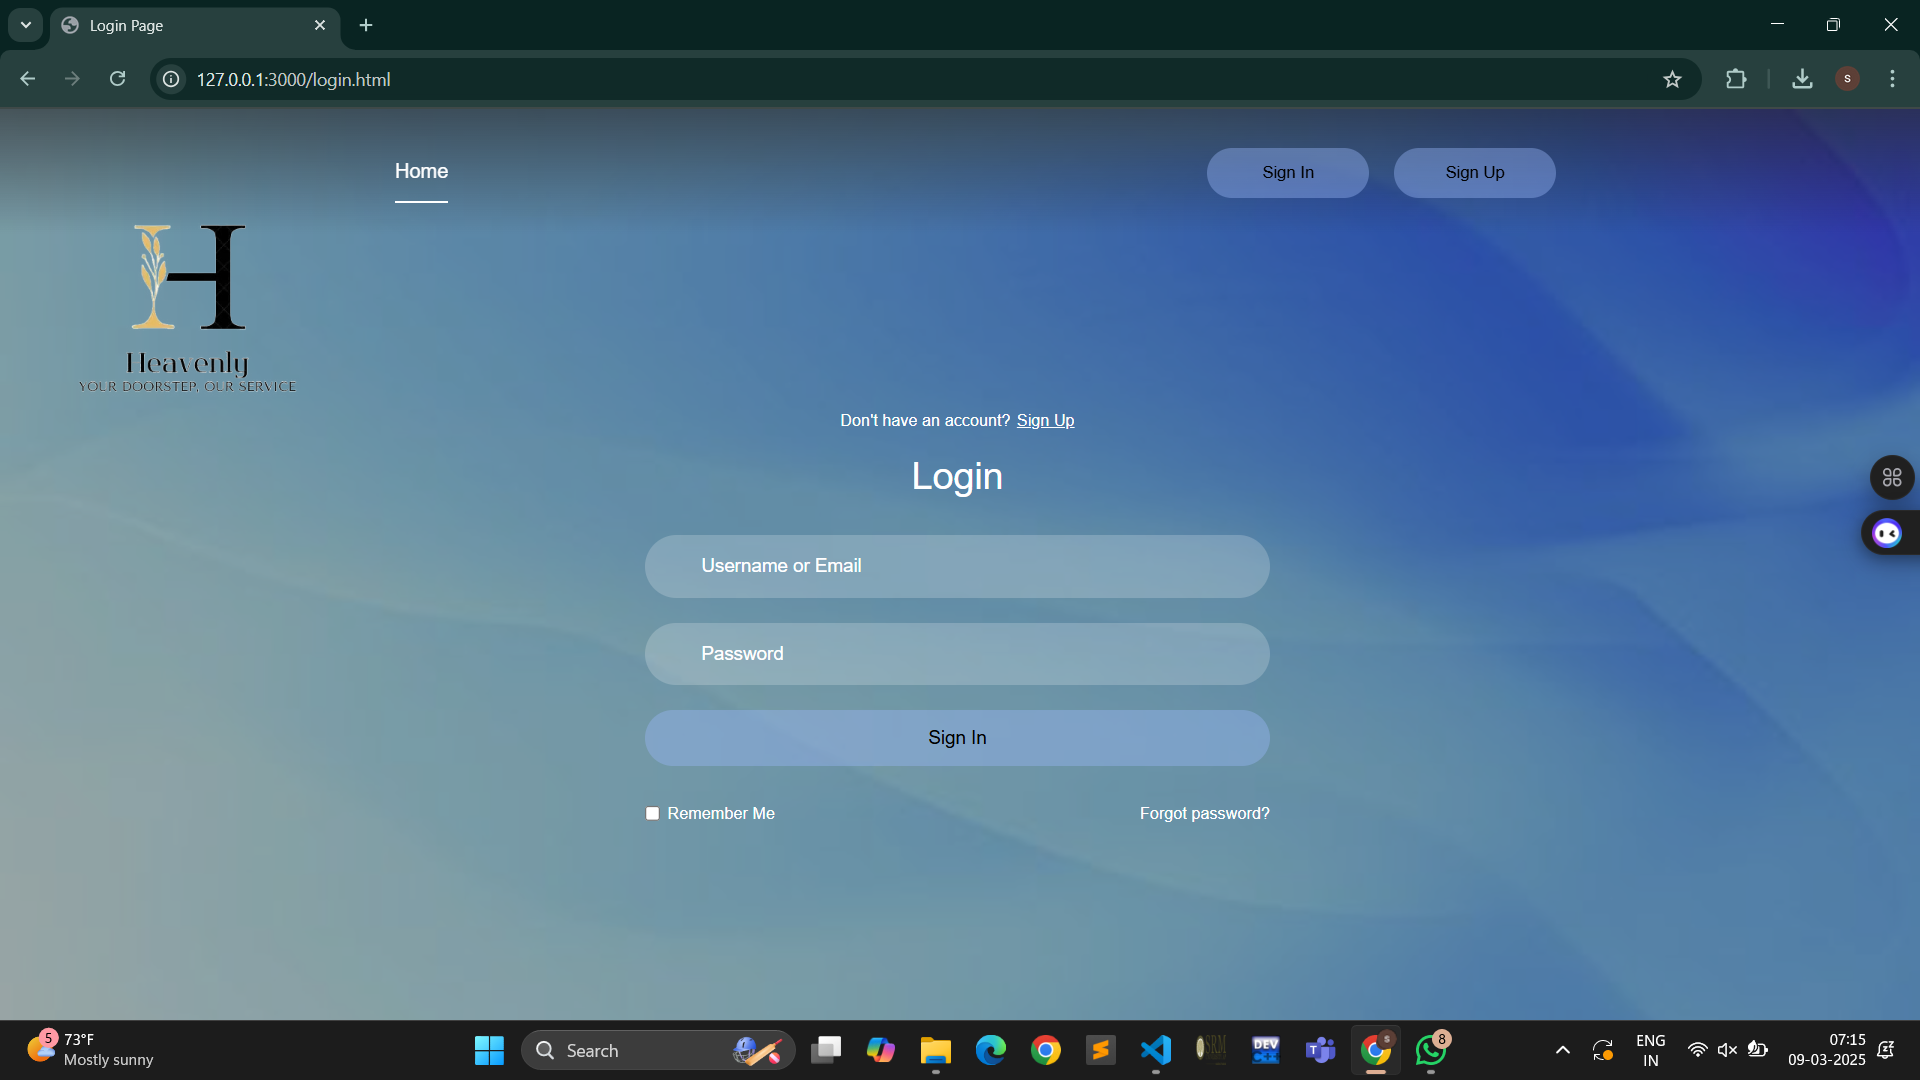 Login Page
127.0.0.1:3000/login.html
S
Home
Sign In
Sign Up
H
Heavenly
YOUR DOORSTEP, OUR SERVICE
Don't have an account? Sign Up
Login
Username or Email
Password
Sign In
Remember Me
Forgot password?
5
73°F
Mostly sunny
Search
SRM
DEV
C++
T
S
8
ENG
IN
07:15
09-03-2025